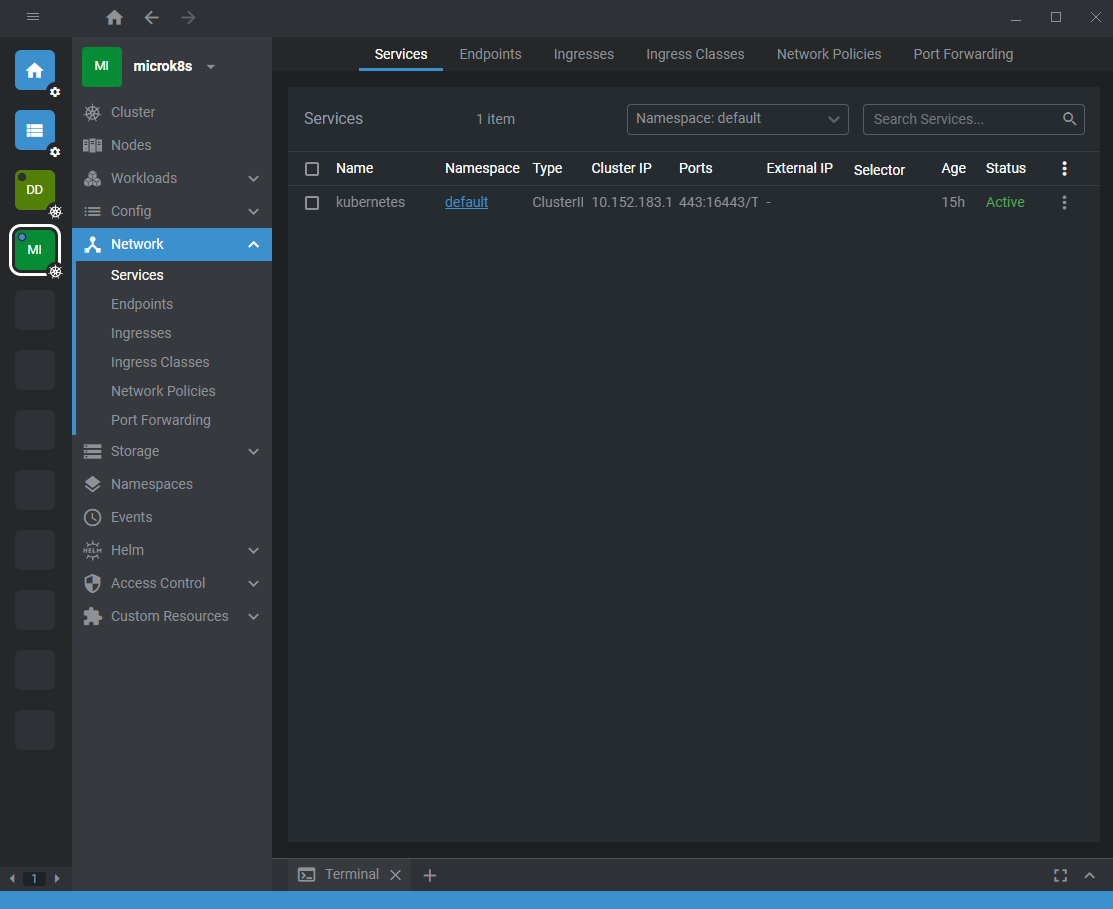 MI microk8s
DD
MI
Cluster
Nodes
Workloads
Config
Network
Services
Endpoints
Ingresses
Ingress Classes
Network Policies
Port Forwarding
Storage
Namespaces
Events
HELM Helm
Access Control
Custom Resources
1
Services Endpoints Ingresses Ingress Classes Network Policies Port Forwarding
Services 1 item Namespace: default Search Services...
Name Namespace Type Cluster IP Ports External IP Selector Age Status
kubernetes default ClusterI 10.152.183.1 443:16443/T - 15h Active
Terminal